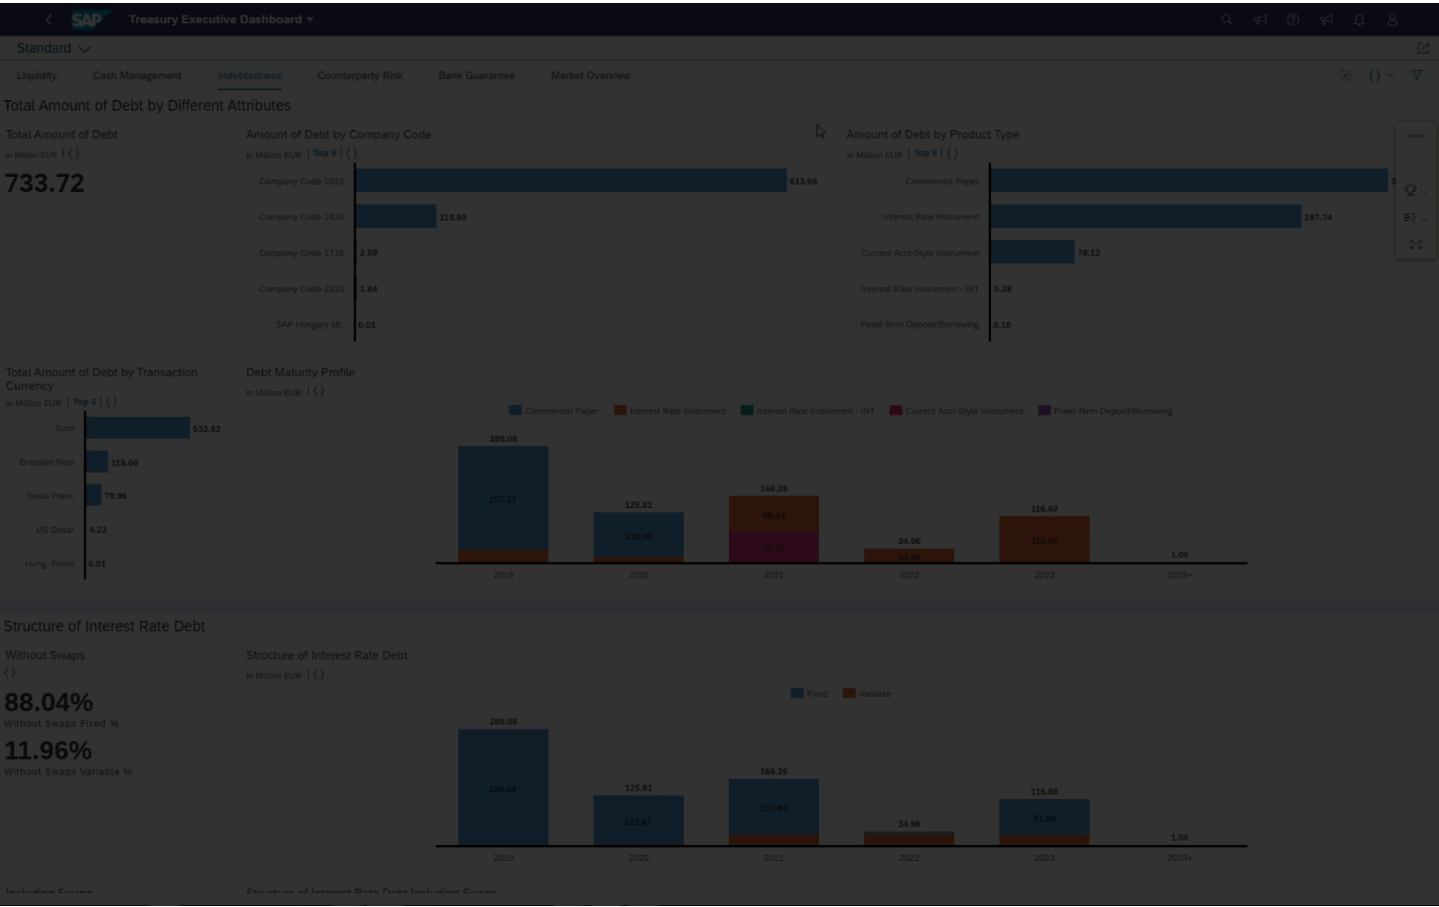 SAP Treasury Executive Dashboard
Standard
Liquidity Cash Management Indebtedness Counterparty Risk Bank Guarantee Market Overview
Total Amount of Debt by Different Attributes
Total Amount of Debt
in Million EUR | {}
733.72
Amount of Debt by Company Code
in Million EUR | Top 5 | {}
Company Code 1010 613.69
Company Code 1410 115.60
Company Code 1710 2.59
Company Code 2210 1.84
SAP Hungary Mt. 0.01
Amount of Debt by Product Type
in Million EUR | Top 5 | {}
Commercial Paper
Interest Rate Instrument 287.74
Current Acct-Style Instrument 78.12
Interest Rate Instrument - INT 0.38
Fixed-Term Deposit/Borrowing 0.10
Total Amount of Debt by Transaction
Currency
in Million EUR | Top 5 | {}
Euro 533.93
Brazilian Real 115.60
Swiss Franc 79.96
US Dollar 4.22
Hung. Forint 0.01
Debt Maturity Profile
in Million EUR | {}
Commercial Paper Interest Rate Instrument Interest Rate Instrument - INT Current Acct-Style Instrument Fixed-Term Deposit/Borrowing
289.08
125.81
166.26
34.96
116.60
1.00
2019 2020 2021 2022 2023 2023+
Structure of Interest Rate Debt
Without Swaps
{}
88.04%
Without Swaps Fixed %
11.96%
Without Swaps Variable %
Structure of Interest Rate Debt
in Million EUR | {}
Fixed Variable
289.08
125.81
166.26
34.96
116.60
1.00
2019 2020 2021 2022 2023 2023+
Including Swaps
Structure of Interest Rate Debt Including Swaps